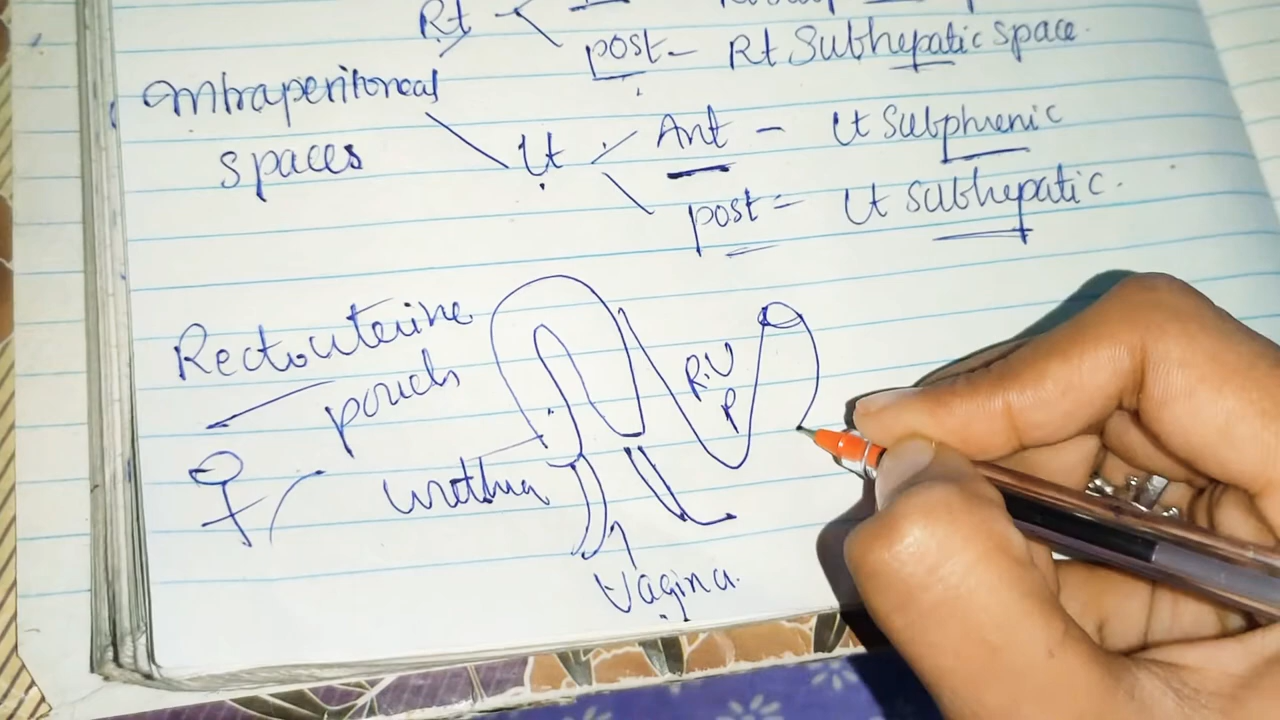 Rt
post - Rt Subhepatic space.
Intraperitoneal
spaces
Lt
Ant - Lt Subphrenic
post = Lt subhepatic.
Rectouterine
pouch
R.U
P
Urethra
Vagina.